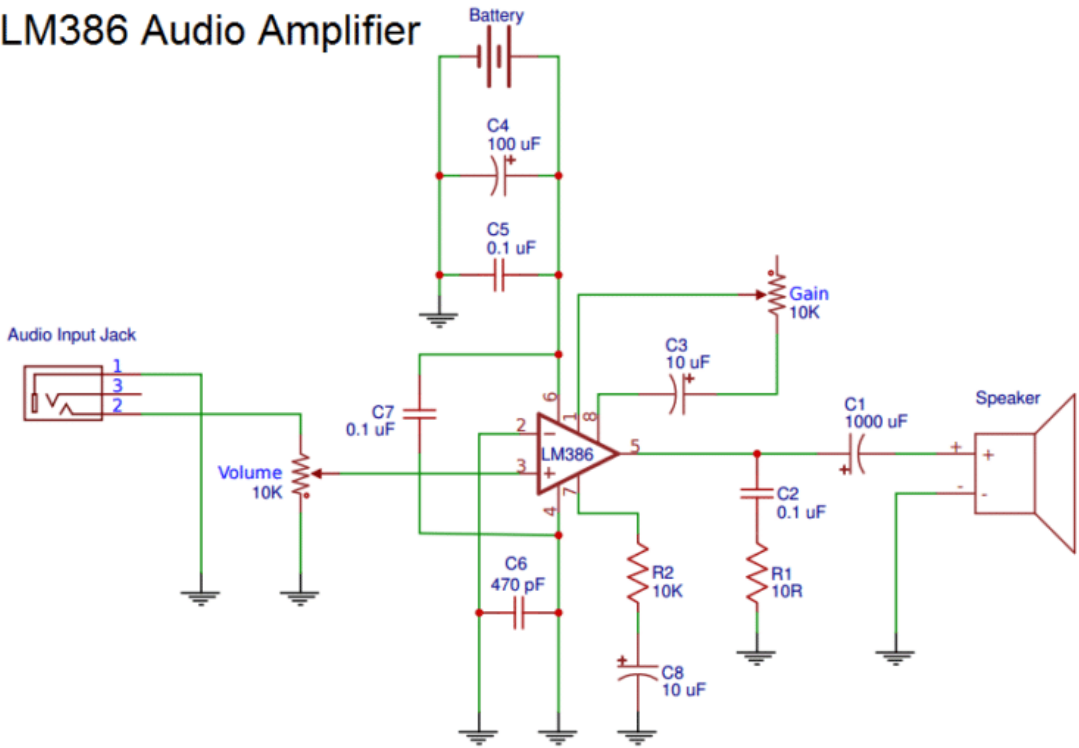 LM386 Audio Amplifier
Battery
C4
100 uF
+
C5
0.1 uF
Gain
10K
Audio Input Jack
1
3
2
C3
10 uF
+
C7
0.1 uF
6
1
8
Speaker
C1
1000 uF
+
2
-
LM386
5
3
+
4
7
+
+
-
-
Volume
10K
C2
0.1 uF
C6
470 pF
R2
10K
R1
10R
+
C8
10 uF